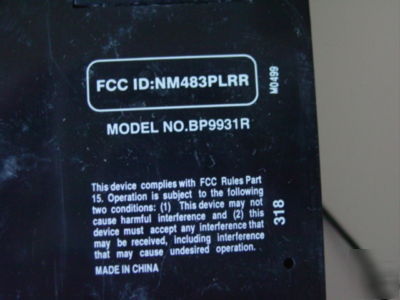 FCC ID:NM483PLRR
M0499
MODEL NO.BP9931R
This device complies with FCC Rules Part
15. Operation is subject to the following
two conditions: (1) This device may not
cause harmful interference and (2) this
device must accept any interference that
may be received, including interference
that may cause undesired operation.
318
MADE IN CHINA